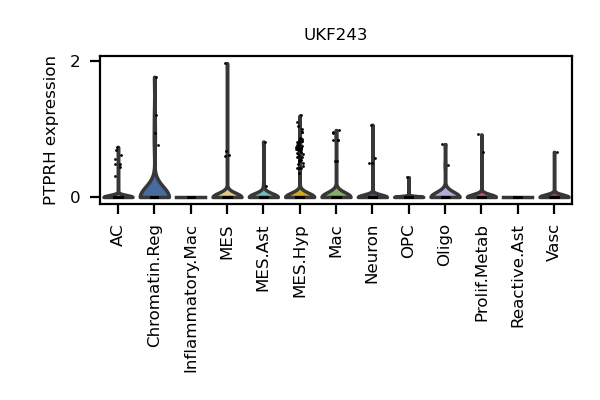 UKF243
PTPRH expression
2
0
AC
Chromatin.Reg
Inflammatory.Mac
MES
MES.Ast
MES.Hyp
Mac
Neuron
OPC
Oligo
Prolif.Metab
Reactive.Ast
Vasc